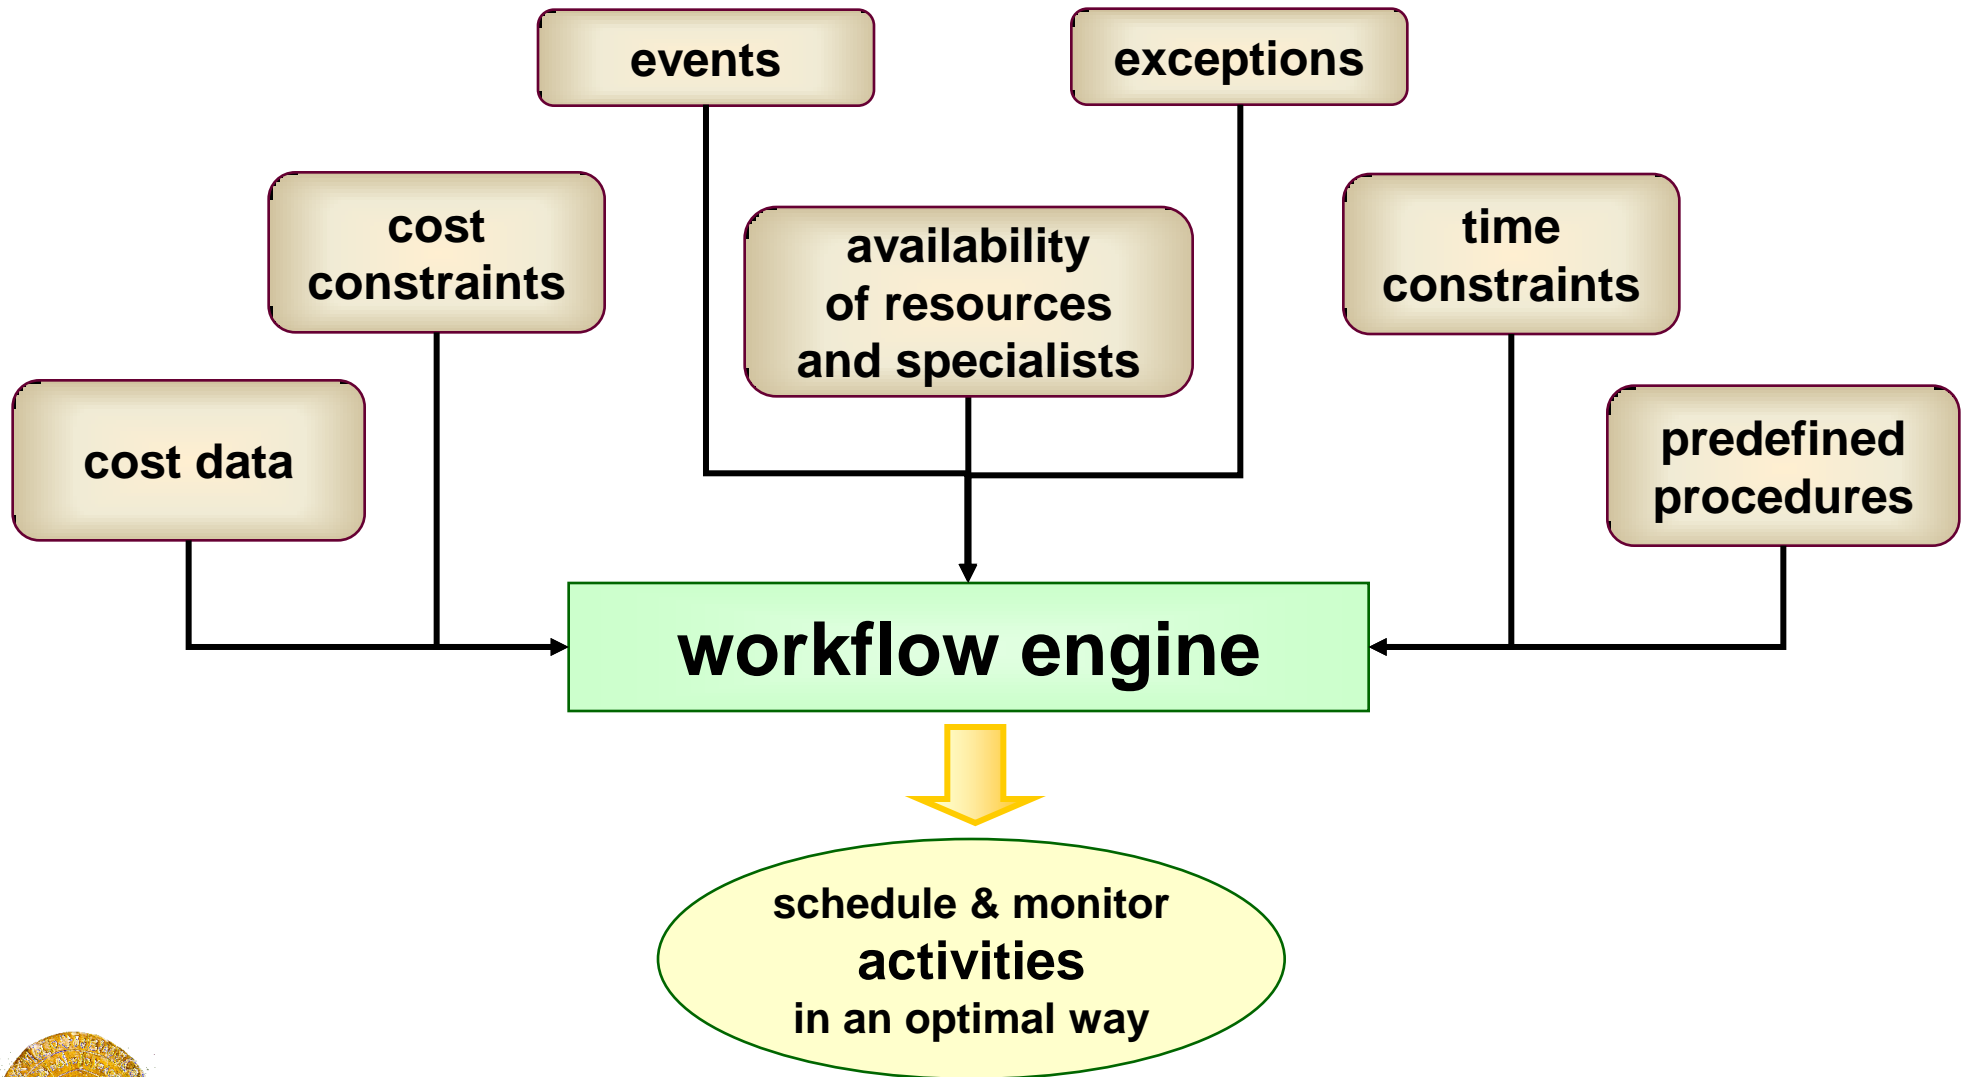 events
exceptions
cost
constraints
availability
of resources
and specialists
time
constraints
cost data
predefined
procedures
workflow engine
schedule & monitor
activities
in an optimal way